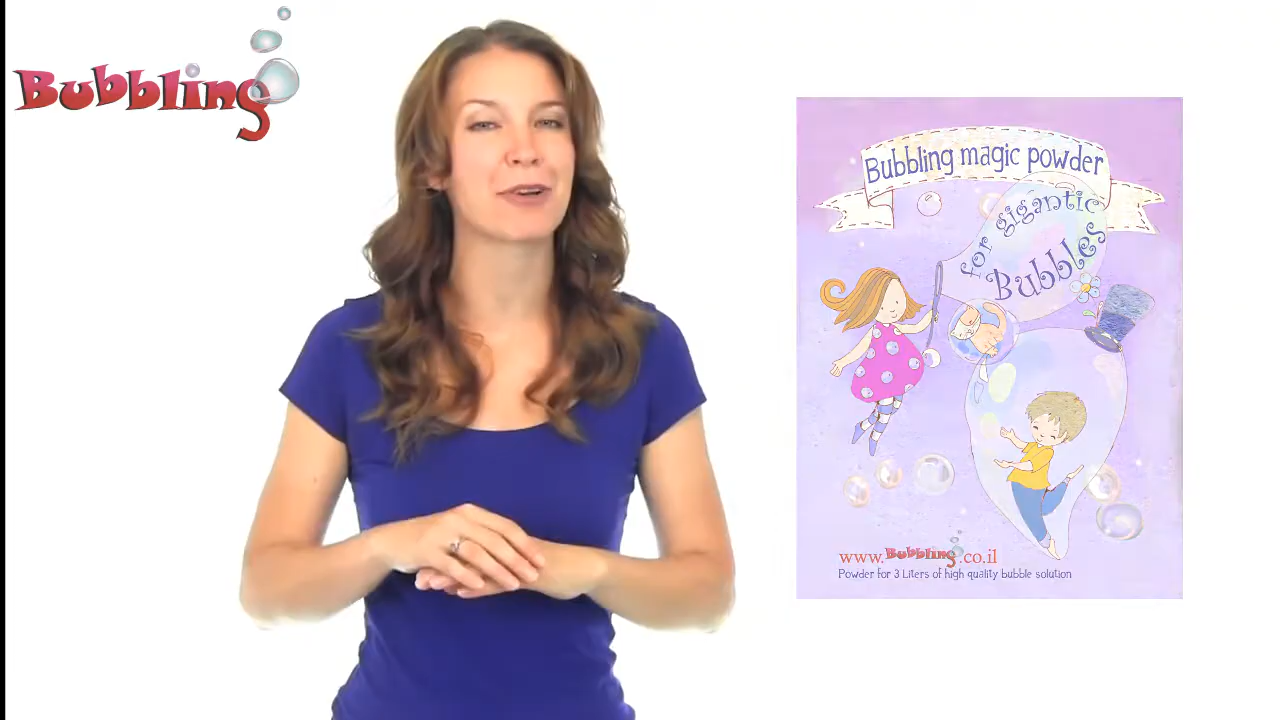 Bubbling
Bubbling magic powder
for gigantic
Bubbles
www.Bubbling.co.il
Powder for 3 Liters of high quality bubble solution